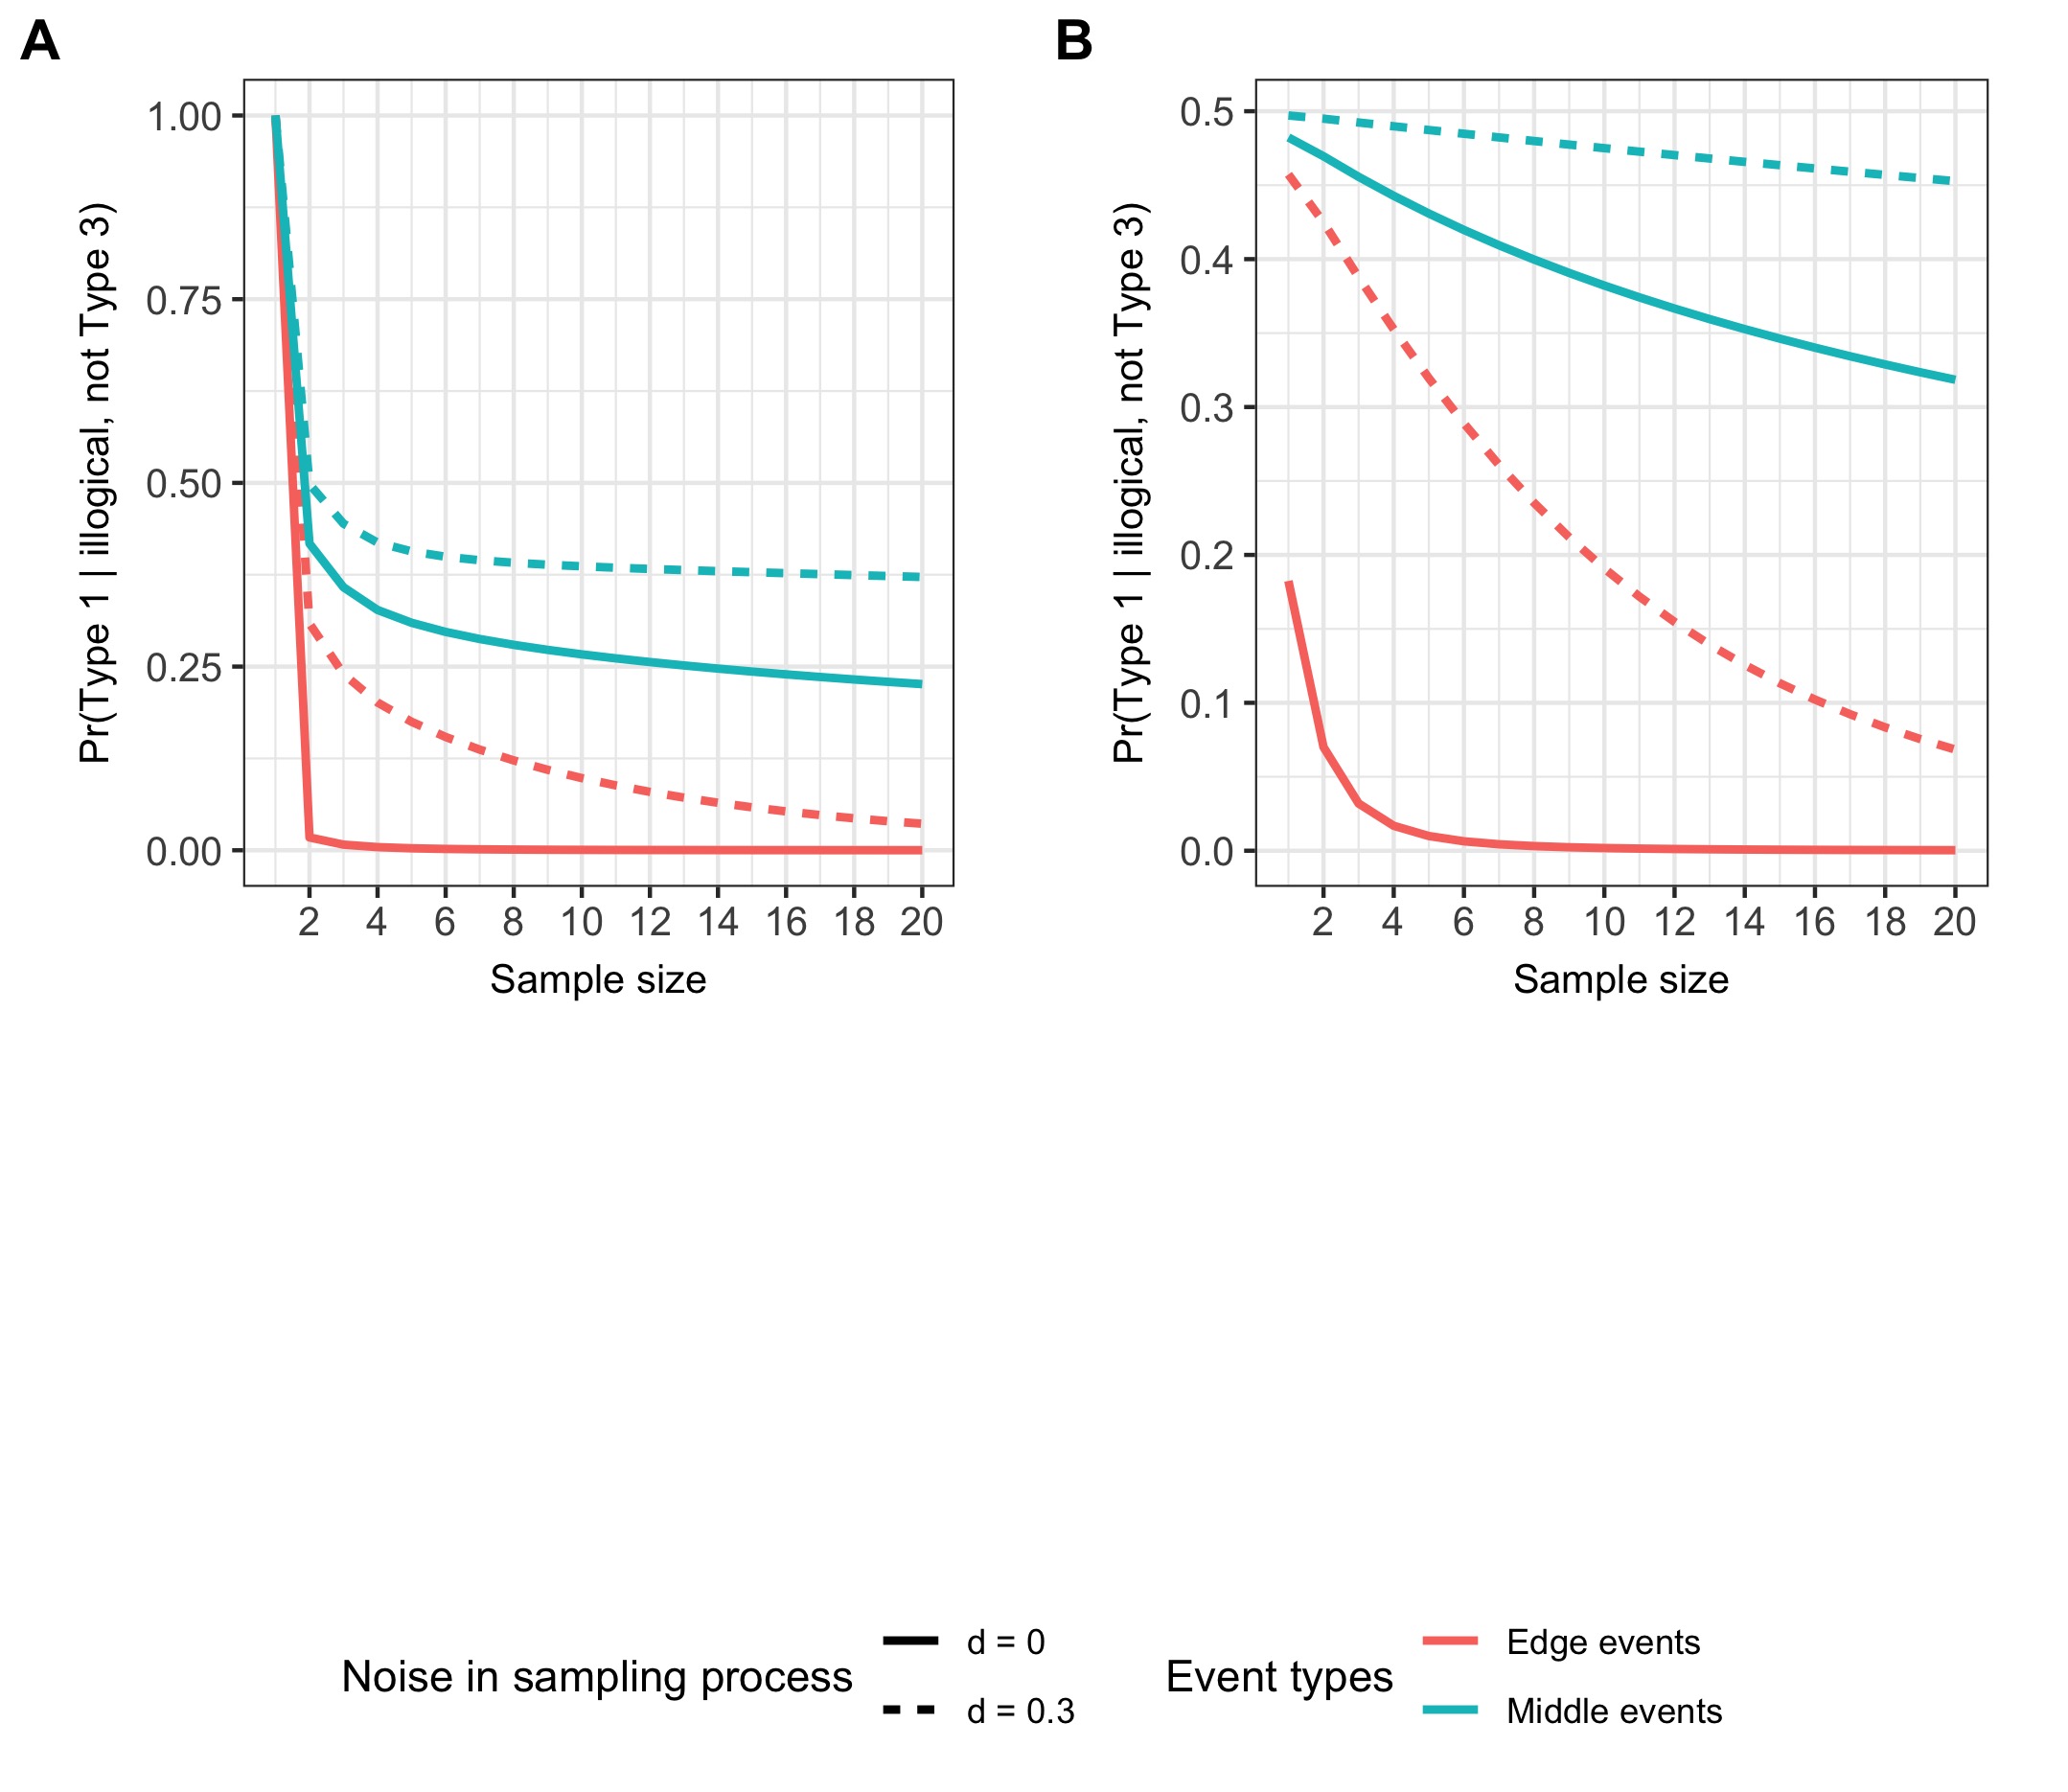 A
Pr(Type 1 | illogical, not Type 3)
1.00
0.75
0.50
0.25
0.00
2 4 6 8 10 12 14 16 18 20
Sample size
B
Pr(Type 1 | illogical, not Type 3)
0.5
0.4
0.3
0.2
0.1
0.0
2 4 6 8 10 12 14 16 18 20
Sample size
Noise in sampling process
d = 0
d = 0.3
Event types
Edge events
Middle events